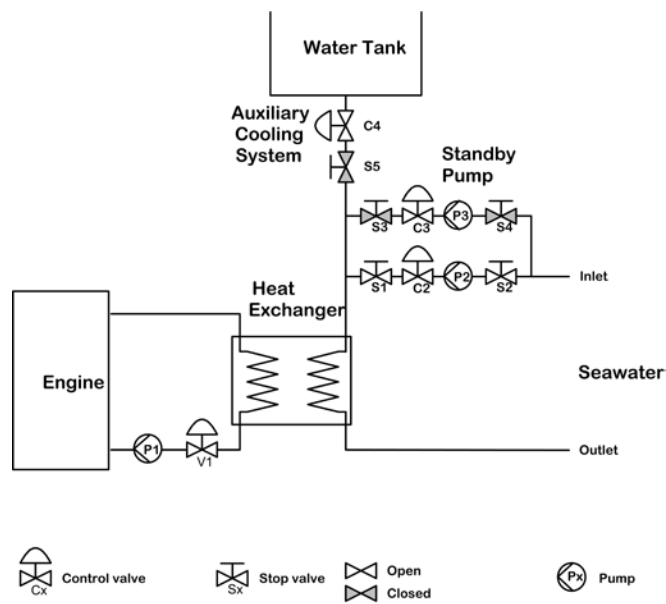 Water Tank
Auxiliary
Cooling
System
C4
S5
Standby
Pump
P3
S3
C3
S4
P2
S1
C2
S2
Inlet
Heat
Exchanger
Engine
Seawater
P1
V1
Outlet
Cx
Control valve
Sx
Stop valve
Open
Closed
Px
Pump